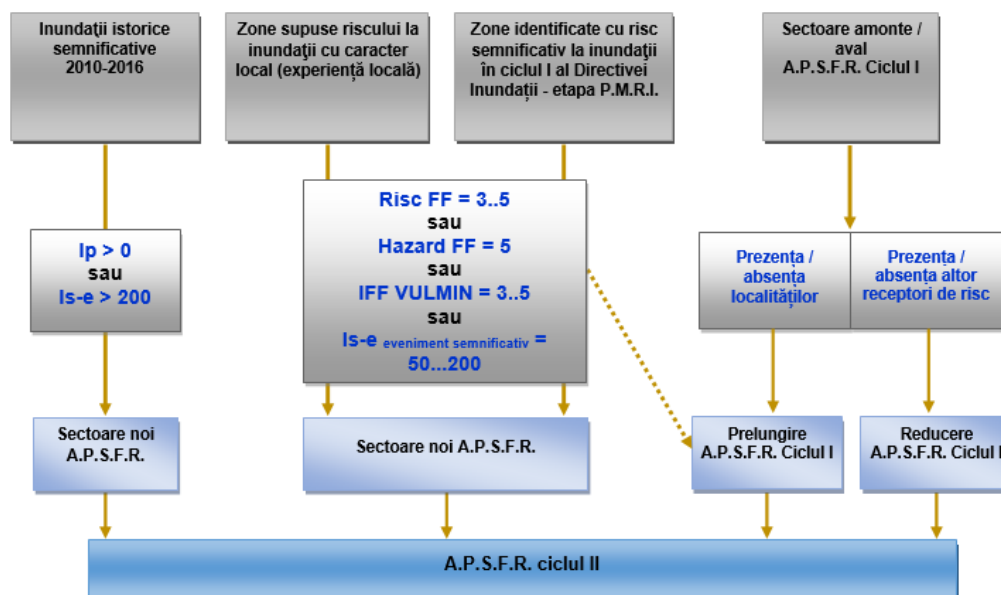 Inundaţii istorice
semnificative
2010-2016
Zone supuse riscului la
inundaţii cu caracter
local (experiență locală)
Zone identificate cu risc
semnificativ la inundaţii
în ciclul I al Directivei
Inundații - etapa P.M.R.I.
Sectoare amonte /
aval
A.P.S.F.R. Ciclul I
Ip > 0
sau
Is-e > 200
Risc FF = 3..5
sau
Hazard FF = 5
sau
IFF VULMIN = 3..5
sau
Is-e eveniment semnificativ =
50...200
Prezența /
absența
localităților
Prezența /
absența altor
receptori de risc
Sectoare noi
A.P.S.F.R.
Sectoare noi A.P.S.F.R.
Prelungire
A.P.S.F.R. Ciclul I
Reducere
A.P.S.F.R. Ciclul I
A.P.S.F.R. ciclul II